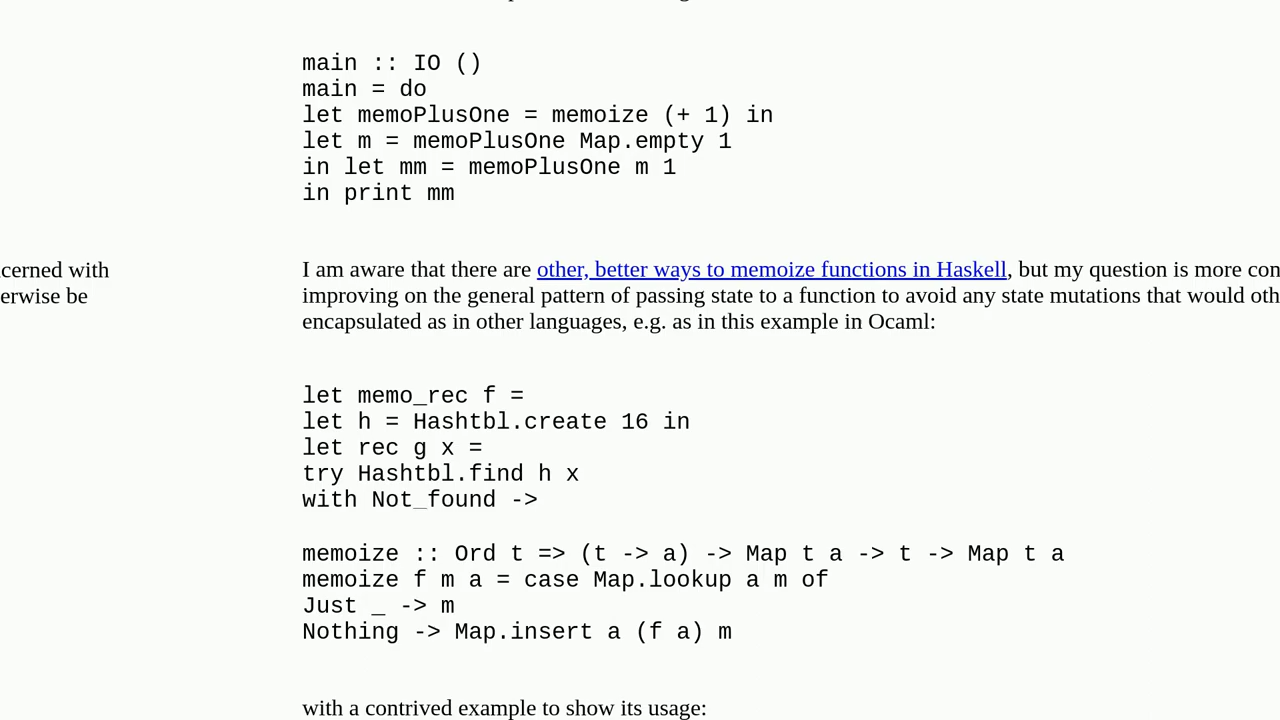 main :: IO ()
main = do
let memoPlusOne = memoize (+ 1) in
let m = memoPlusOne Map.empty 1
in let mm = memoPlusOne m 1
in print mm
cerned with
erwise be
I am aware that there are other, better ways to memoize functions in Haskell, but my question is more con
improving on the general pattern of passing state to a function to avoid any state mutations that would oth
encapsulated as in other languages, e.g. as in this example in Ocaml:
let memo_rec f =
let h = Hashtbl.create 16 in
let rec g x =
try Hashtbl.find h x
with Not_found ->
memoize :: Ord t => (t -> a) -> Map t a -> t -> Map t a
memoize f m a = case Map.lookup a m of
Just _ -> m
Nothing -> Map.insert a (f a) m
with a contrived example to show its usage: